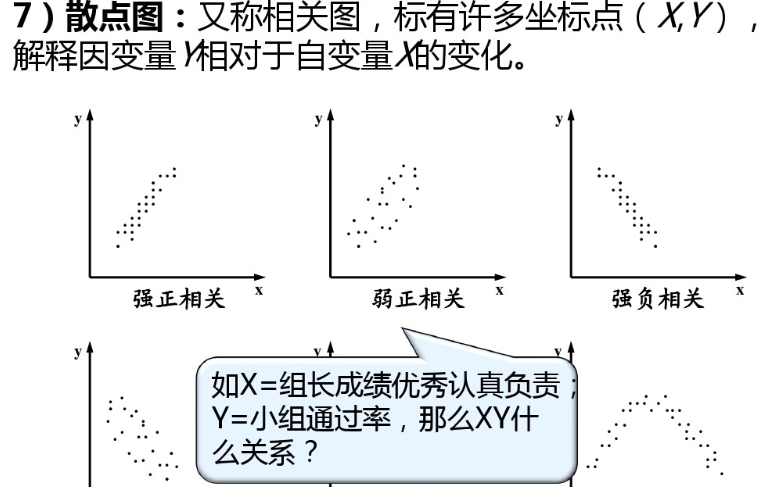 7）散点图：又称相关图，标有许多坐标点（X,Y），
解释因变量Y相对于自变量X的变化。
y
y
y
强正相关
x
弱正相关
x
强负相关
x
y
y
y
如X=组长成绩优秀认真负责；
Y=小组通过率，那么XY什
么关系？